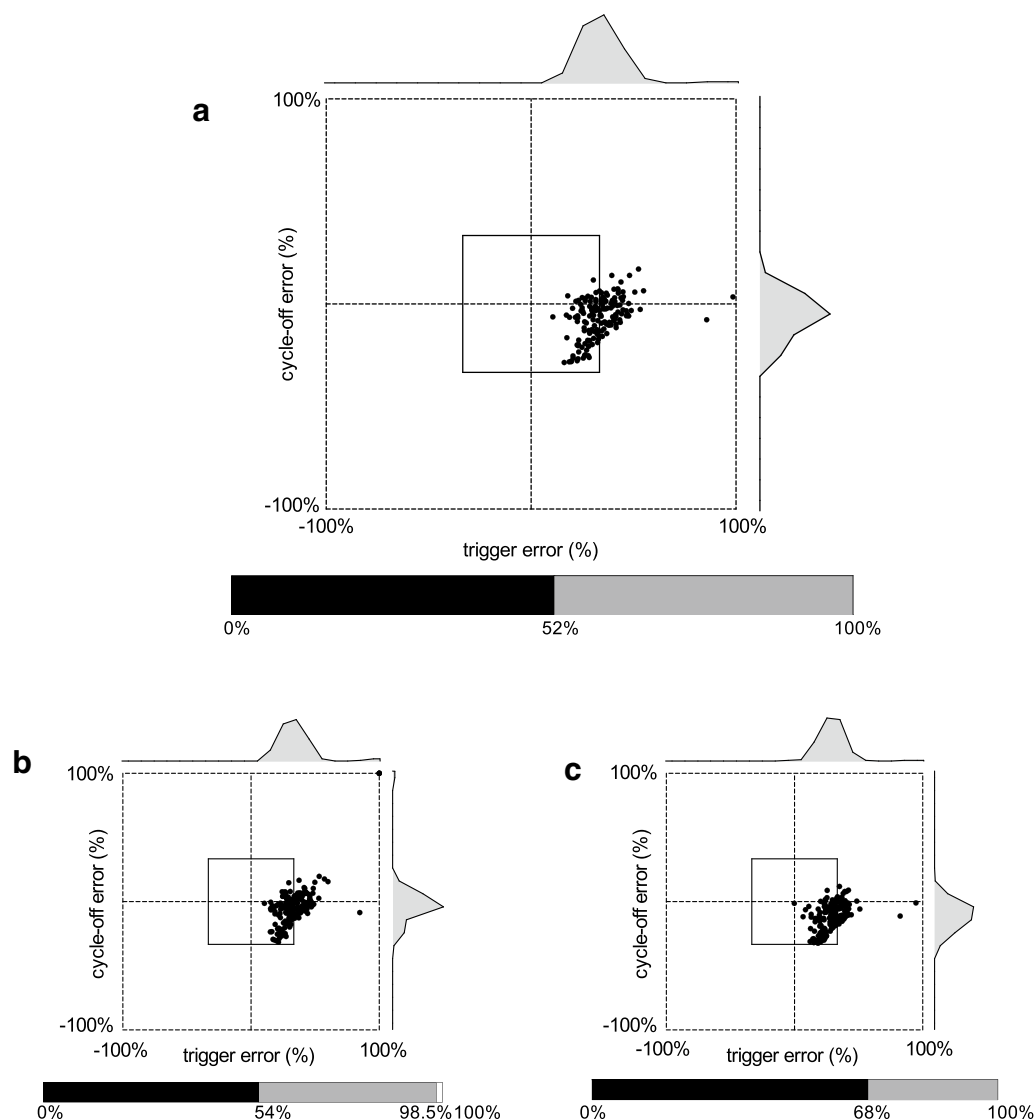 a
100%
cycle-off error (%)
-100%
-100% 100%
trigger error (%)
0% 52% 100%
b
100%
cycle-off error (%)
-100%
-100% 100%
trigger error (%)
0% 54% 98.5% 100%
c
100%
cycle-off error (%)
-100%
-100% 100%
trigger error (%)
0% 68% 100%